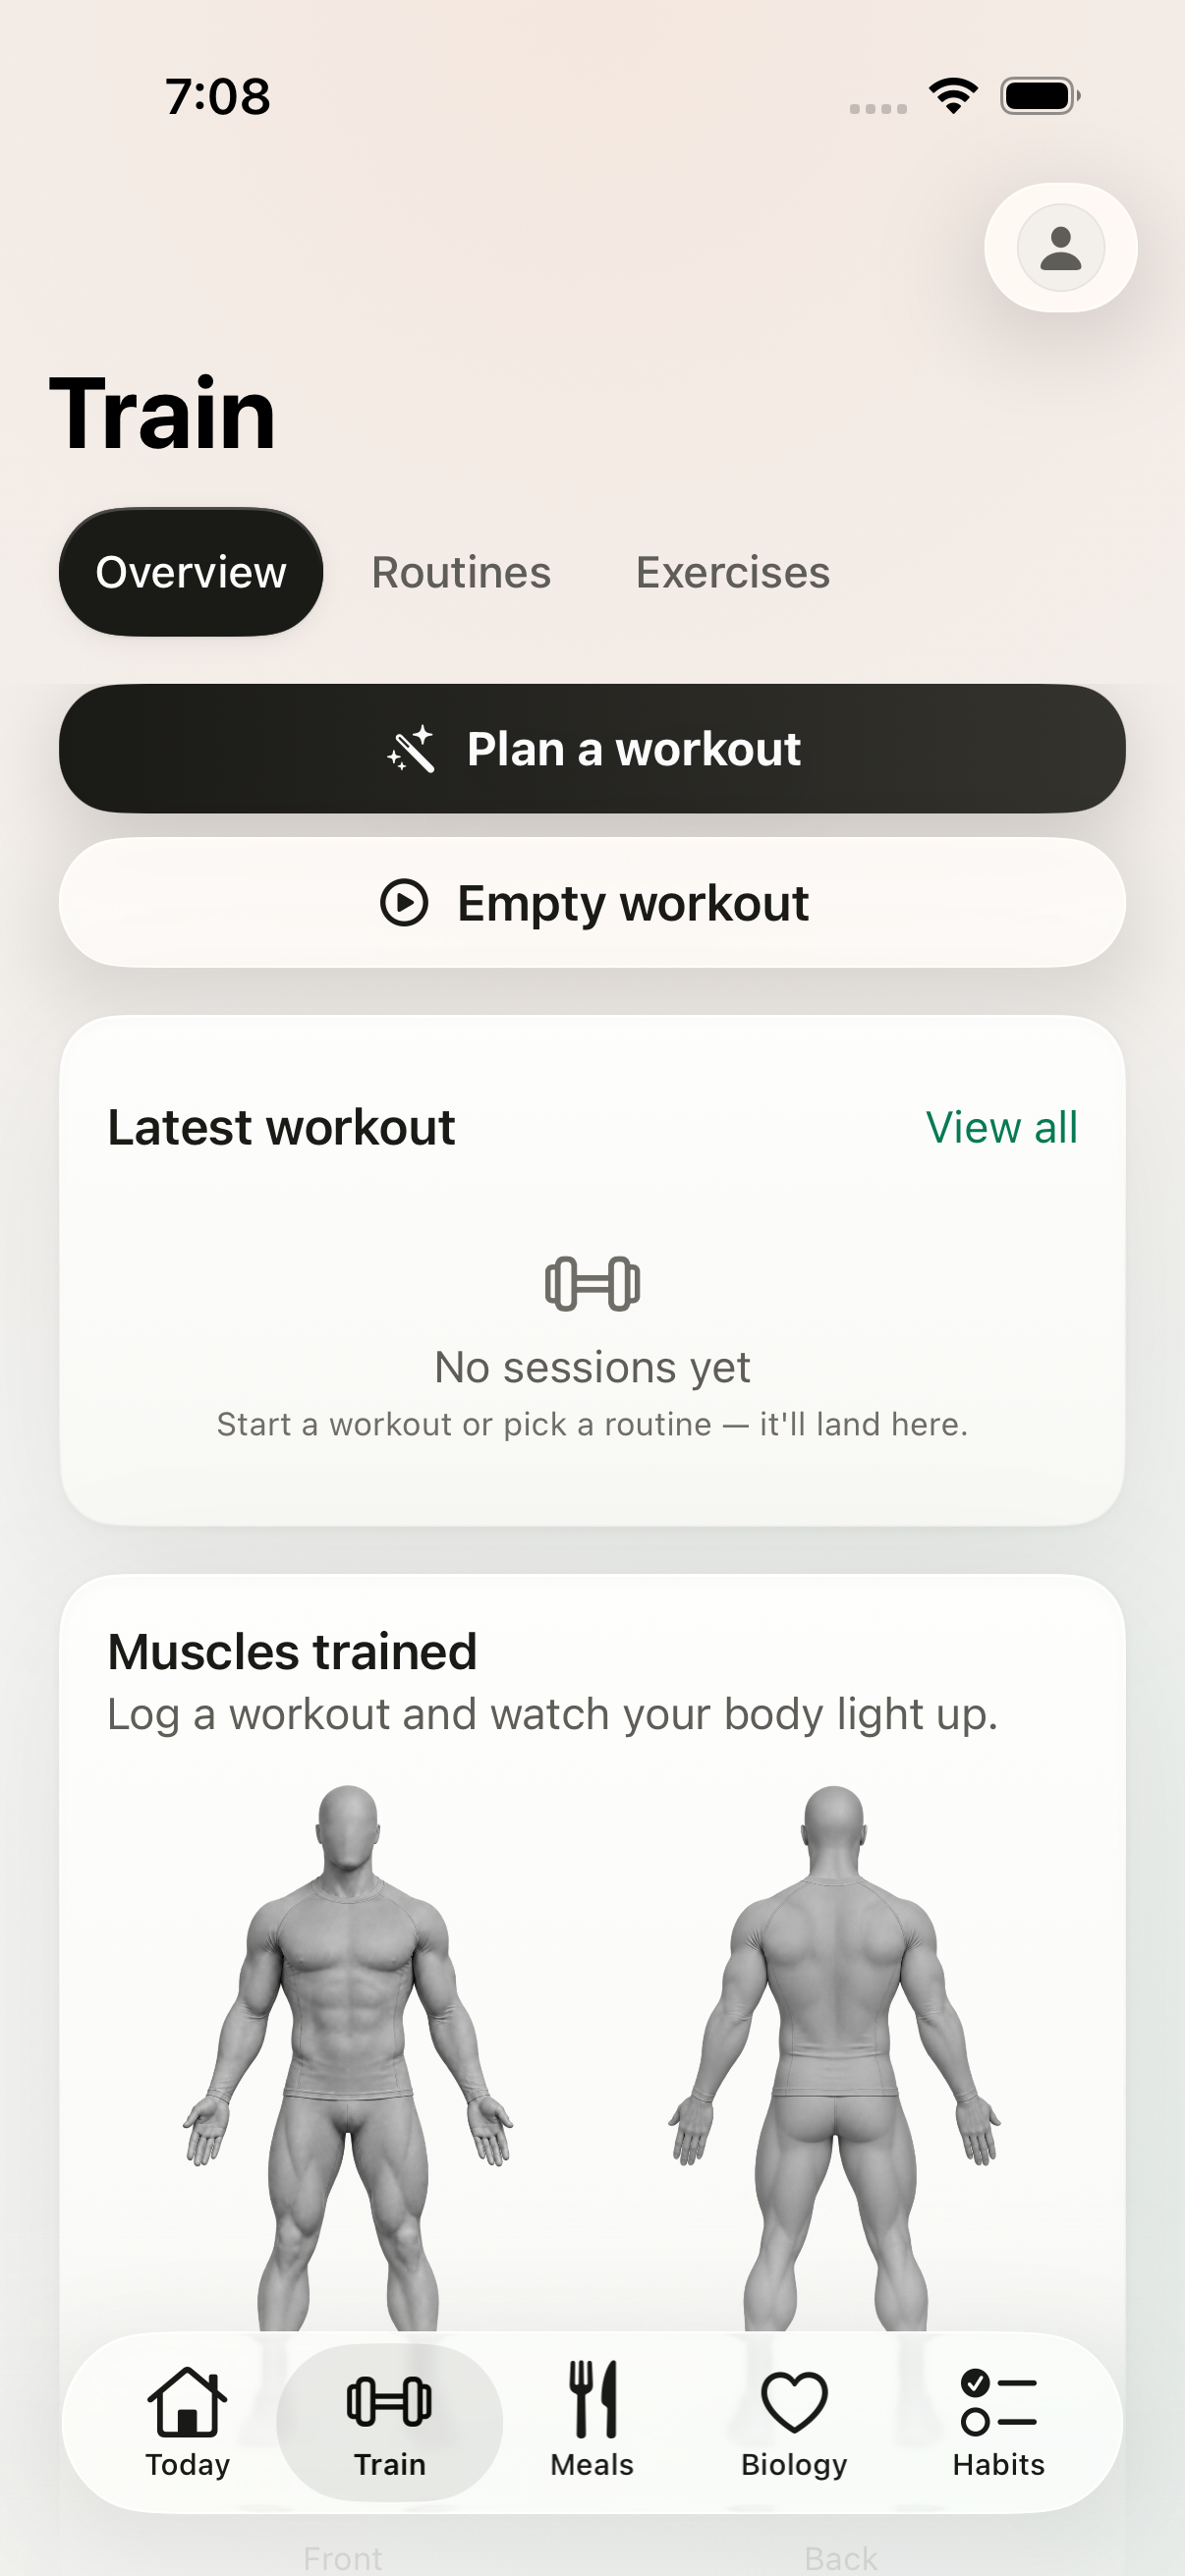 7:08
Train
Overview
Routines
Exercises
Plan a workout
Empty workout
Latest workout
View all
No sessions yet
Start a workout or pick a routine — it'll land here.
Muscles trained
Log a workout and watch your body light up.
Today
Train
Meals
Biology
Habits
Front
Back